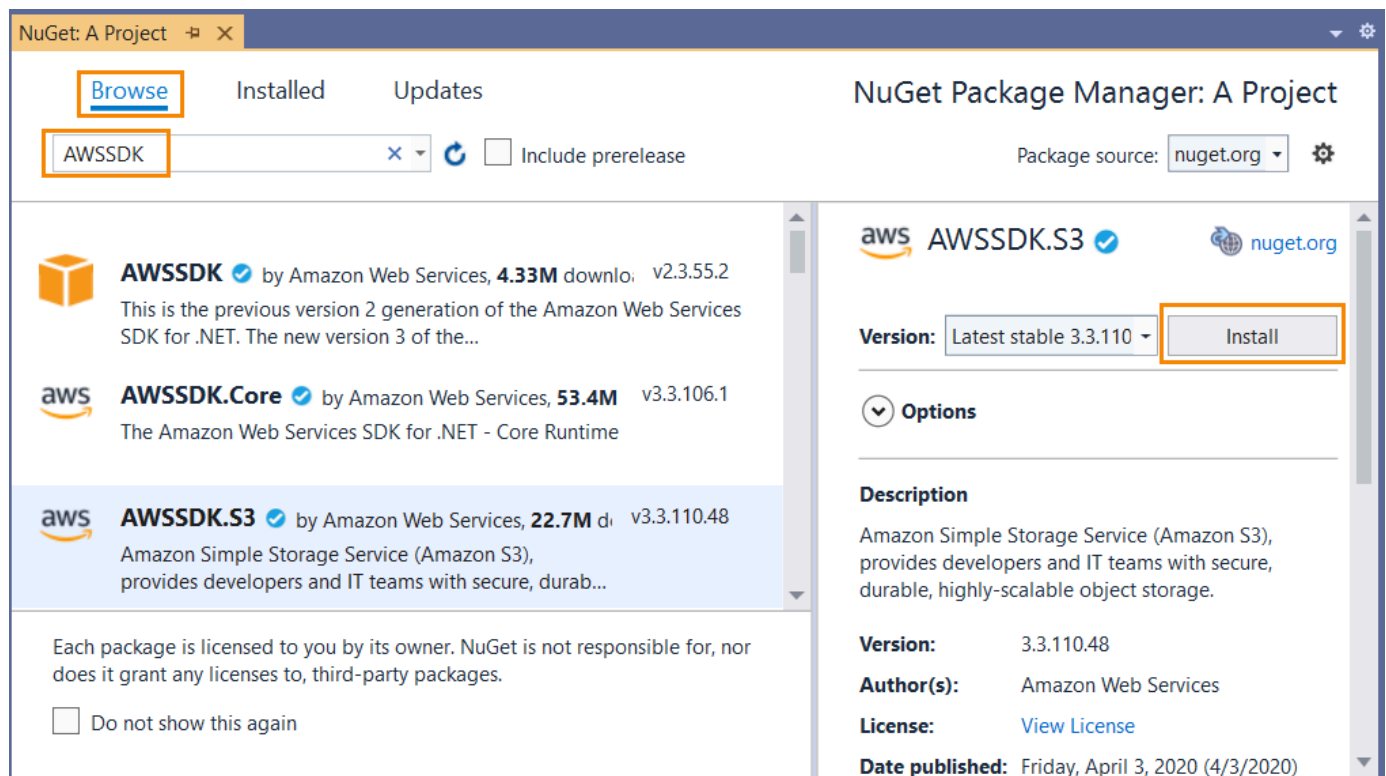 NuGet: A Project
Browse Installed Updates
NuGet Package Manager: A Project
AWSSDK
Include prerelease
Package source: nuget.org
AWSSDK by Amazon Web Services, 4.33M downlo v2.3.55.2
This is the previous version 2 generation of the Amazon Web Services
SDK for .NET. The new version 3 of the...
aws AWSSDK.Core by Amazon Web Services, 53.4M v3.3.106.1
The Amazon Web Services SDK for .NET - Core Runtime
aws AWSSDK.S3 by Amazon Web Services, 22.7M d v3.3.110.48
Amazon Simple Storage Service (Amazon S3),
provides developers and IT teams with secure, durab...
Each package is licensed to you by its owner. NuGet is not responsible for, nor
does it grant any licenses to, third-party packages.
Do not show this again
aws AWSSDK.S3 nuget.org
Version: Latest stable 3.3.110 Install
Options
Description
Amazon Simple Storage Service (Amazon S3),
provides developers and IT teams with secure,
durable, highly-scalable object storage.
Version: 3.3.110.48
Author(s): Amazon Web Services
License: View License
Date published: Friday, April 3, 2020 (4/3/2020)